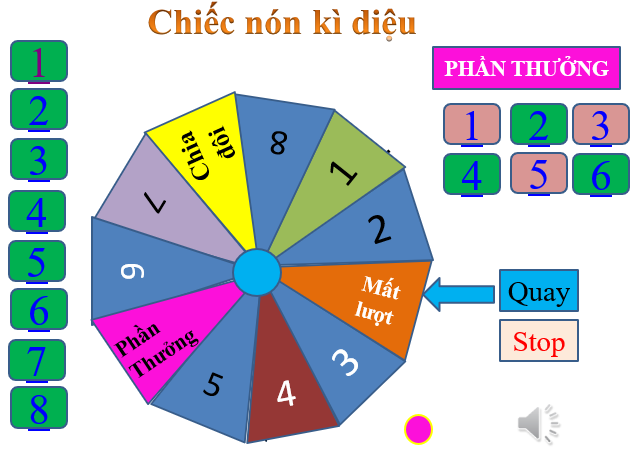 Chiếc nón kì diệu
1
2
3
4
5
6
7
8
PHẦN THƯỞNG
1 2 3
4 5 6
Chia
đôi
8
1
2
Mất
lượt
3
4
5
Phần
Thưởng
6
7
Quay
Stop